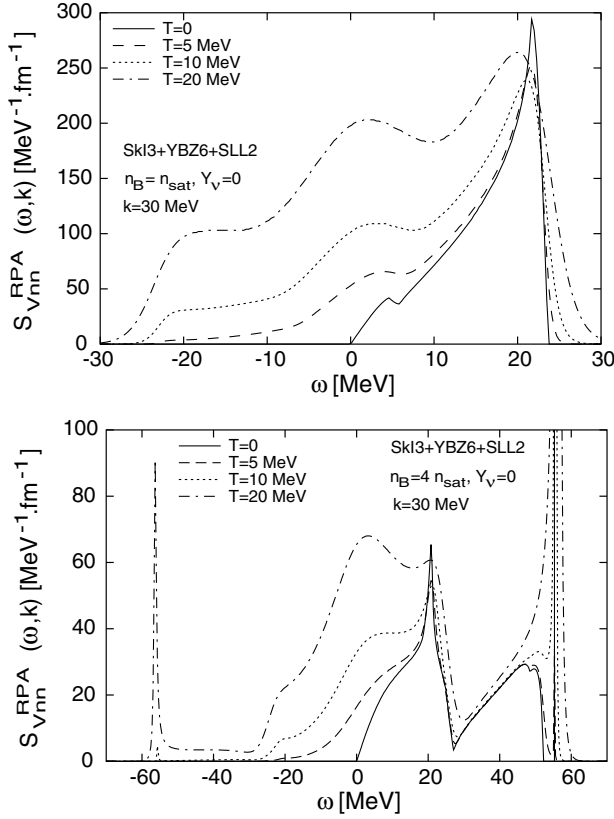 300
250
200
150
100
50
0
S_Vnn^RPA (ω,k) [MeV⁻¹.fm⁻¹]
T=0
T=5 MeV
T=10 MeV
T=20 MeV
SkI3+YBZ6+SLL2
n_B= n_sat, Y_ν=0
k=30 MeV
-30 -20 -10 0 10 20 30
ω [MeV]
100
80
60
40
20
0
S_Vnn^RPA (ω,k) [MeV⁻¹.fm⁻¹]
T=0
T=5 MeV
T=10 MeV
T=20 MeV
SkI3+YBZ6+SLL2
n_B=4 n_sat, Y_ν=0
k=30 MeV
-60 -40 -20 0 20 40 60
ω [MeV]